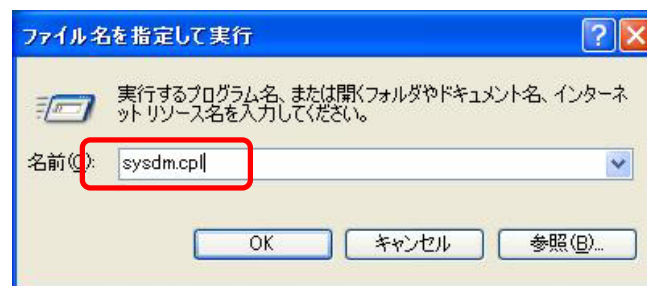 ファイル名を指定して実行
実行するプログラム名、または開くフォルダやドキュメント名、インターネ
ット リソース名を入力してください。
名前(O): sysdm.cpl
OK キャンセル 参照(B)...